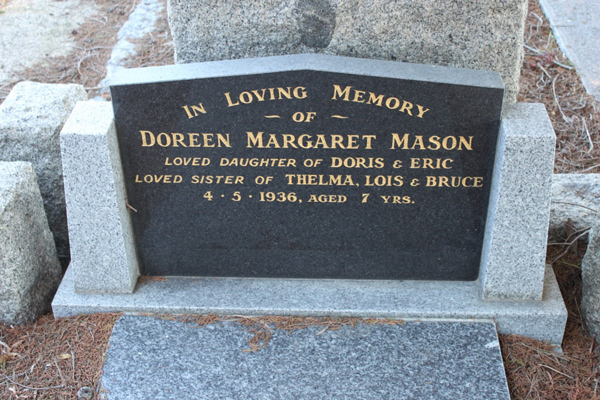 IN LOVING MEMORY
~ OF ~
DOREEN MARGARET MASON
LOVED DAUGHTER OF DORIS & ERIC
LOVED SISTER OF THELMA, LOIS & BRUCE
4 · 5 · 1936, AGED 7 YRS.